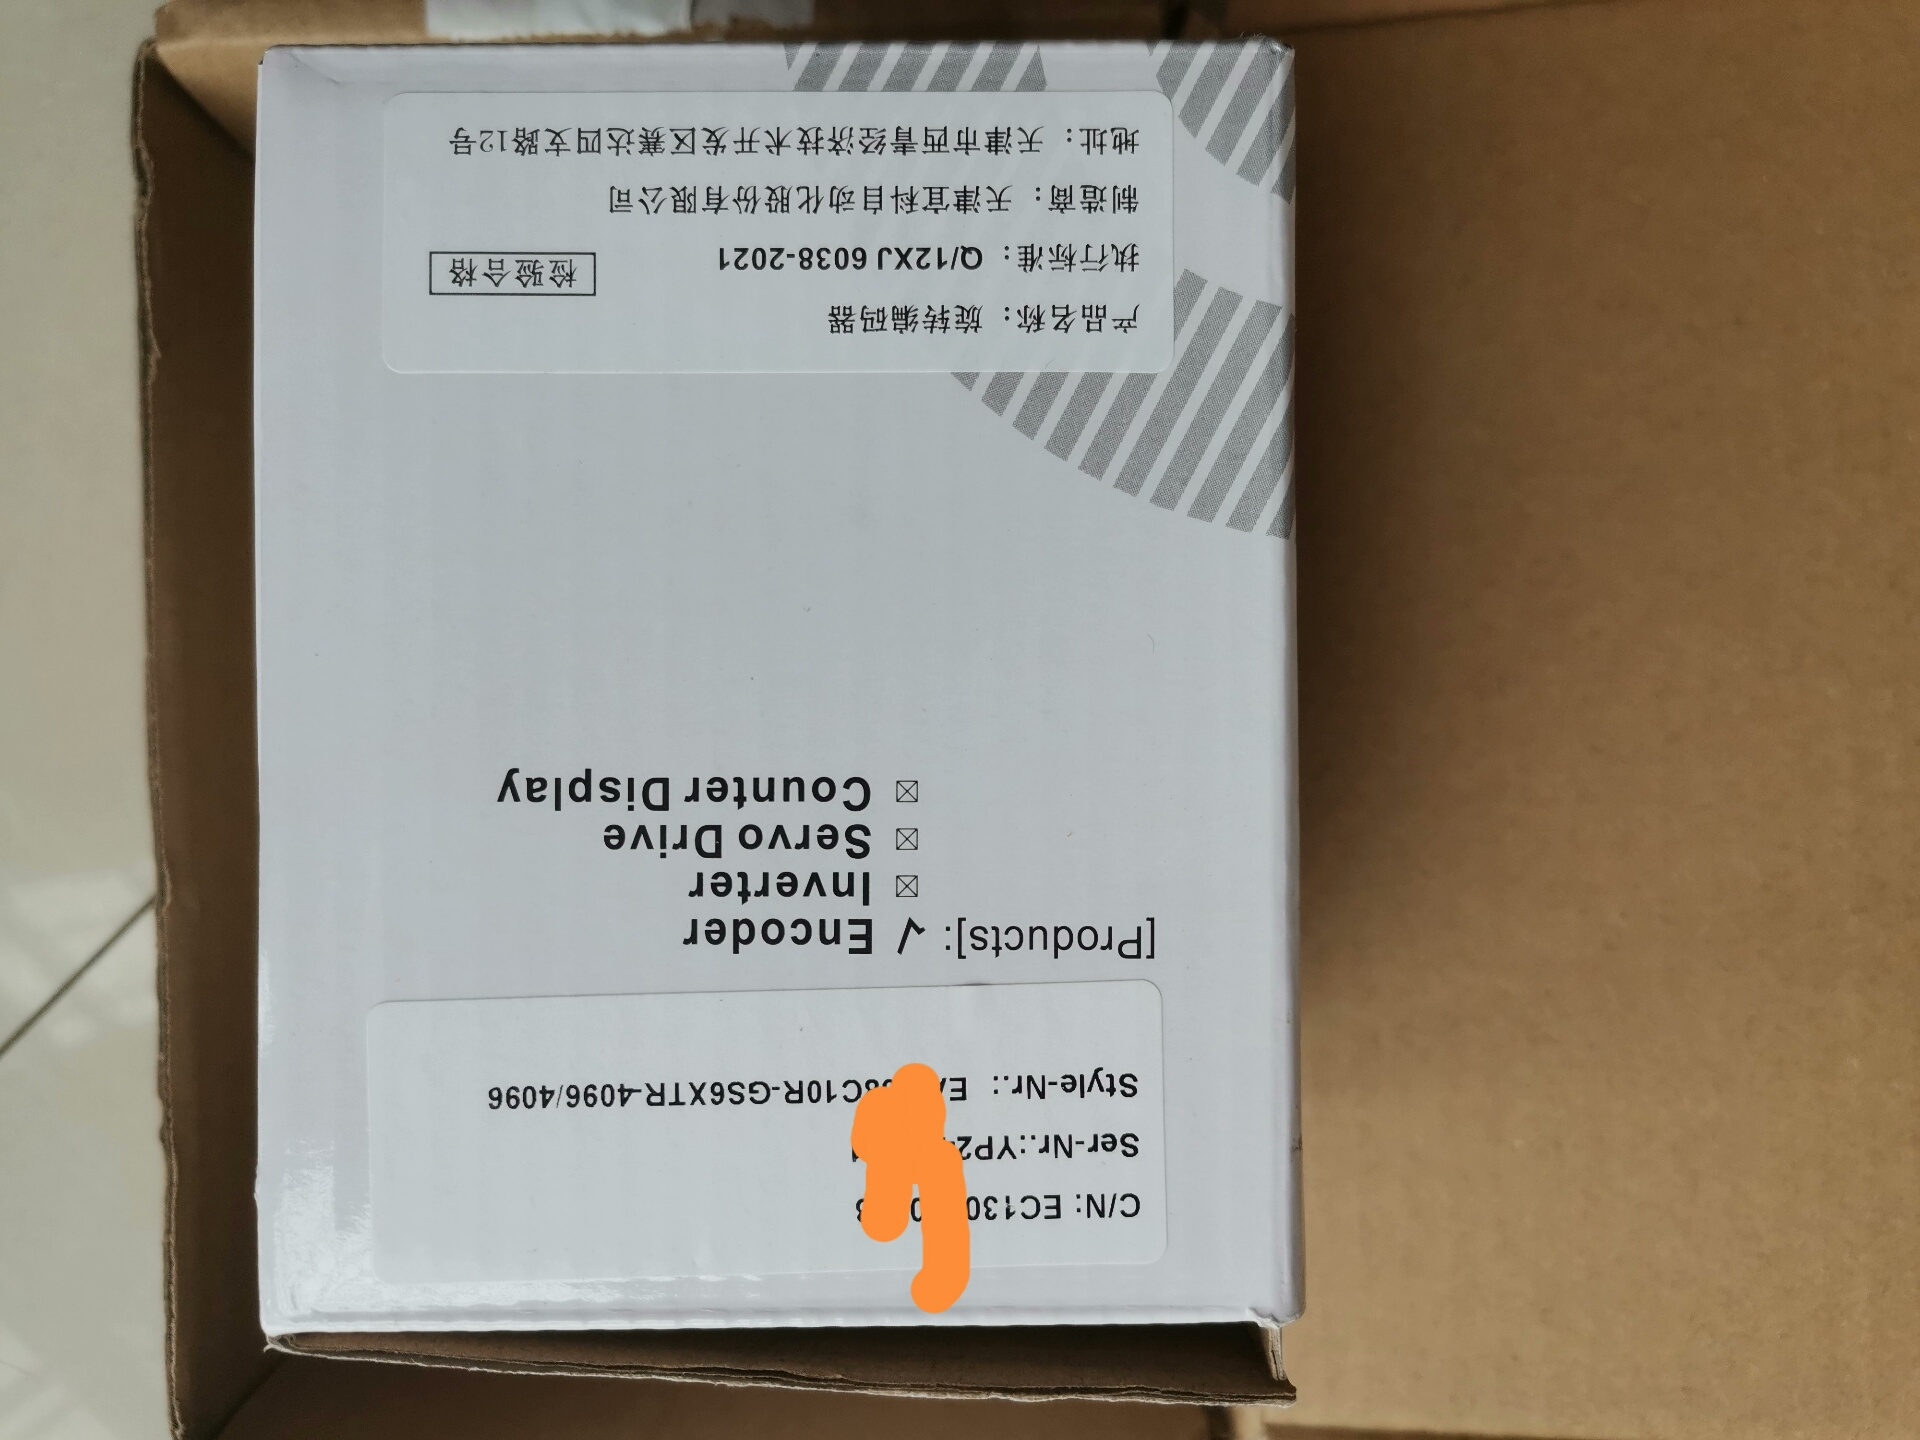 C/N: EC130
Ser-Nr.:YP2
Style-Nr.: C10R-GS6XTR-4096/4096
[Products]: ✓ Encoder
☒ Inverter
☒ Servo Drive
☒ Counter Display
产品名称：旋转编码器
执行标准：Q/12XJ 6038-2021
检验合格
制造商：天津宜科自动化股份有限公司
地址：天津市西青经济技术开发区赛达四支路12号